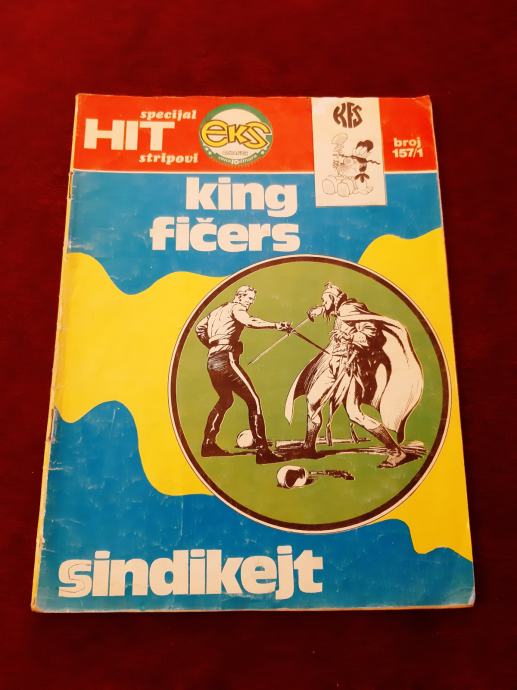 specijal
HIT
stripovi
eks
KFS
broj
157/1
king
fičers
sindikejt